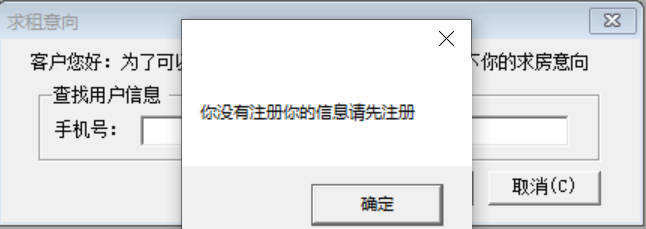 求租意向
客户您好：为了可
你的求房意向
查找用户信息
手机号：
你没有注册你的信息请先注册
确定
取消(C)